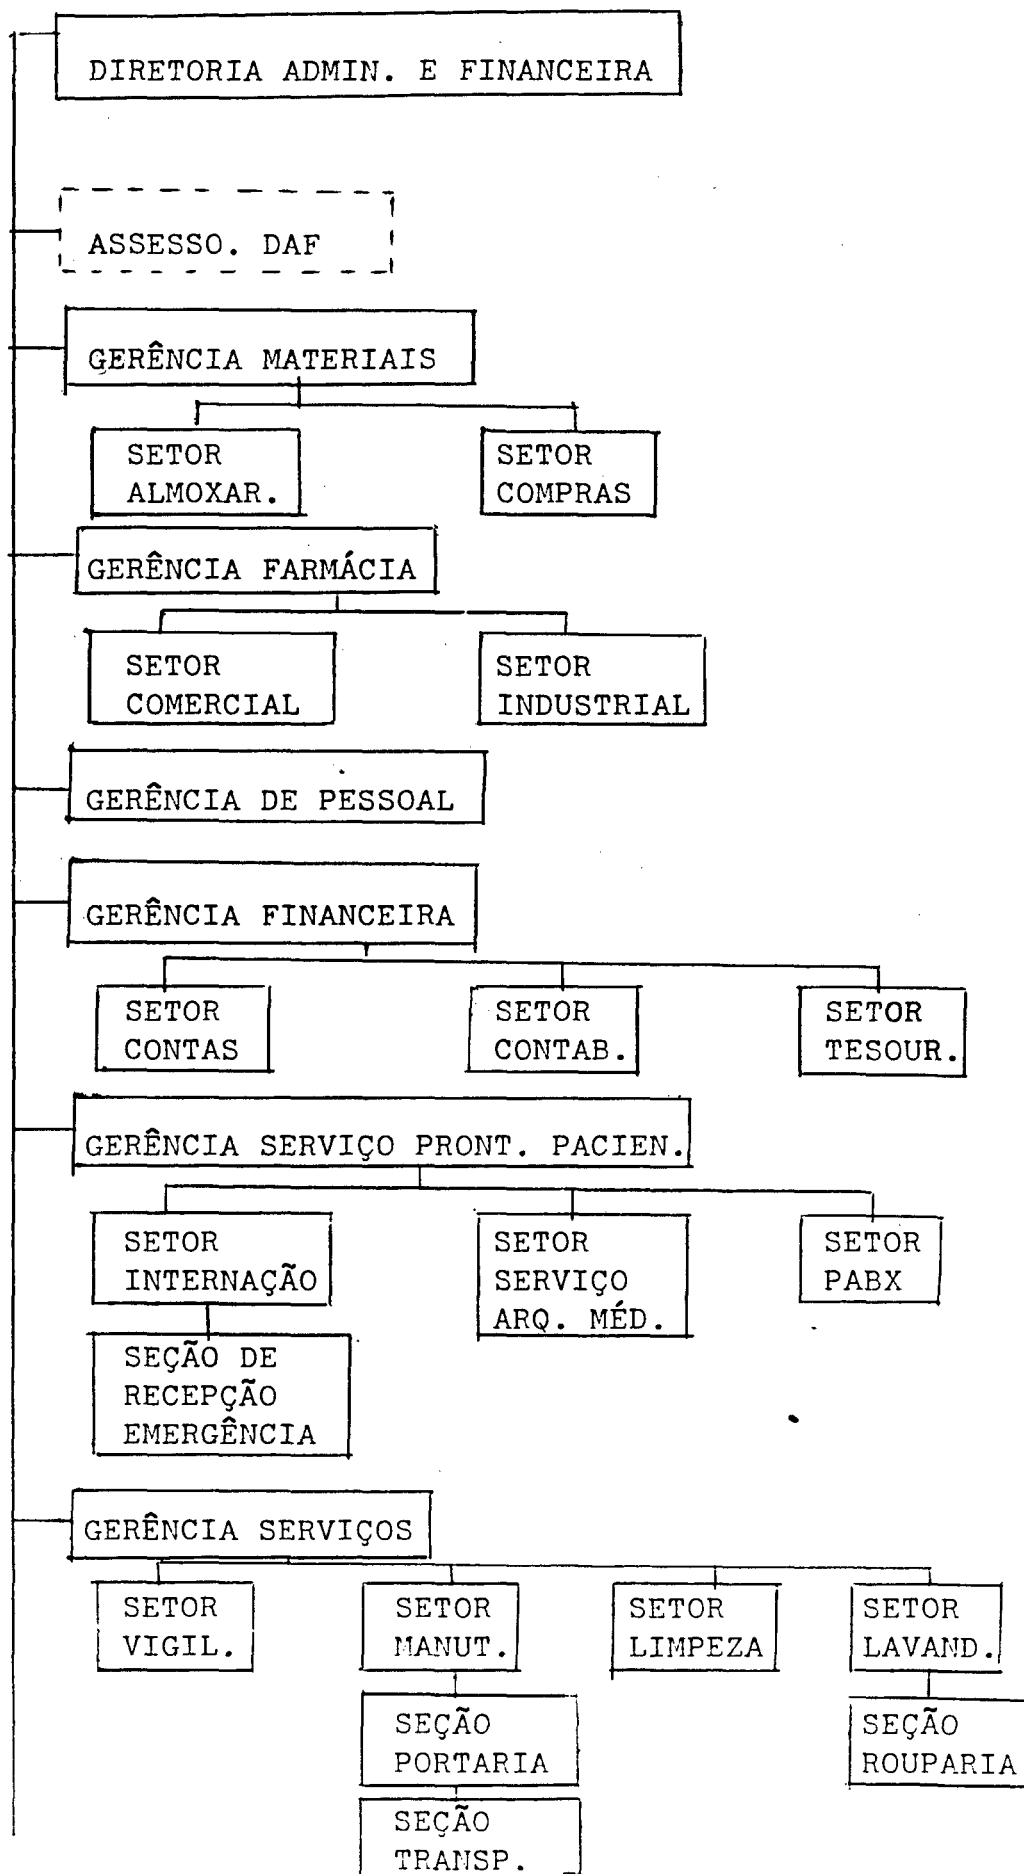 DIRETORIA ADMIN. E FINANCEIRA
ASSESSO. DAF
GERÊNCIA MATERIAIS
SETOR
ALMOXAR.
SETOR
COMPRAS
GERÊNCIA FARMÁCIA
SETOR
COMERCIAL
SETOR
INDUSTRIAL
GERÊNCIA DE PESSOAL
GERÊNCIA FINANCEIRA
SETOR
CONTAS
SETOR
CONTAB.
SETOR
TESOUR.
GERÊNCIA SERVIÇO PRONT. PACIEN.
SETOR
INTERNAÇÃO
SEÇÃO DE
RECEPÇÃO
EMERGÊNCIA
SETOR
SERVIÇO
ARQ. MÉD.
SETOR
PABX
GERÊNCIA SERVIÇOS
SETOR
VIGIL.
SETOR
MANUT.
SEÇÃO
PORTARIA
SEÇÃO
TRANSP.
SETOR
LIMPEZA
SETOR
LAVAND.
SEÇÃO
ROUPARIA